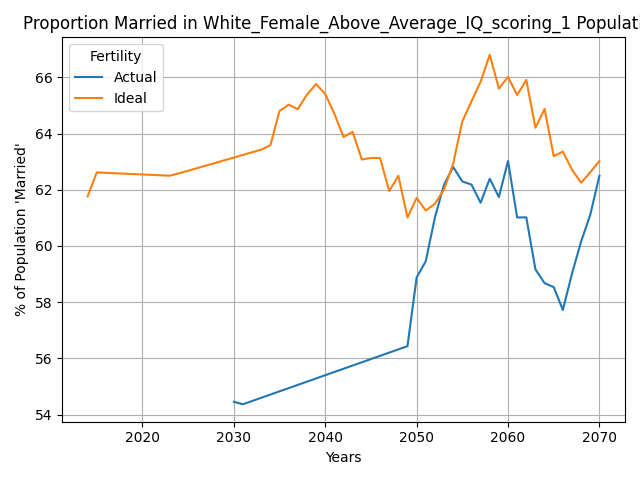 Proportion Married in White_Female_Above_Average_IQ_scoring_1 Populati
Fertility
Actual
Ideal
% of Population 'Married'
66
64
62
60
58
56
54
2020 2030 2040 2050 2060 2070
Years